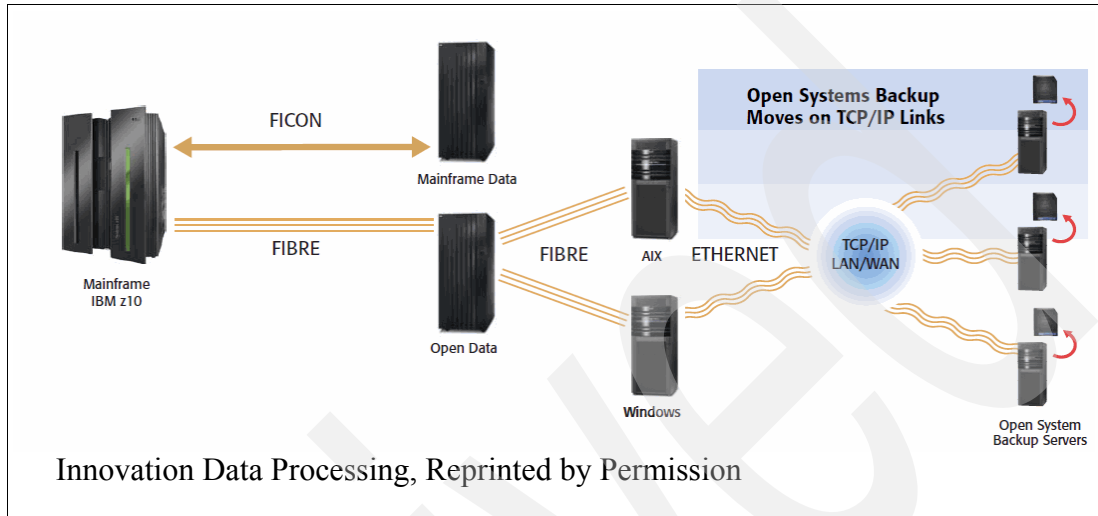 Open Systems Backup
Moves on TCP/IP Links
FICON
Mainframe Data
FIBRE
FIBRE
AIX
ETHERNET
TCP/IP
LAN/WAN
Mainframe
IBM z10
Open Data
Windows
Open System
Backup Servers
Innovation Data Processing, Reprinted by Permission